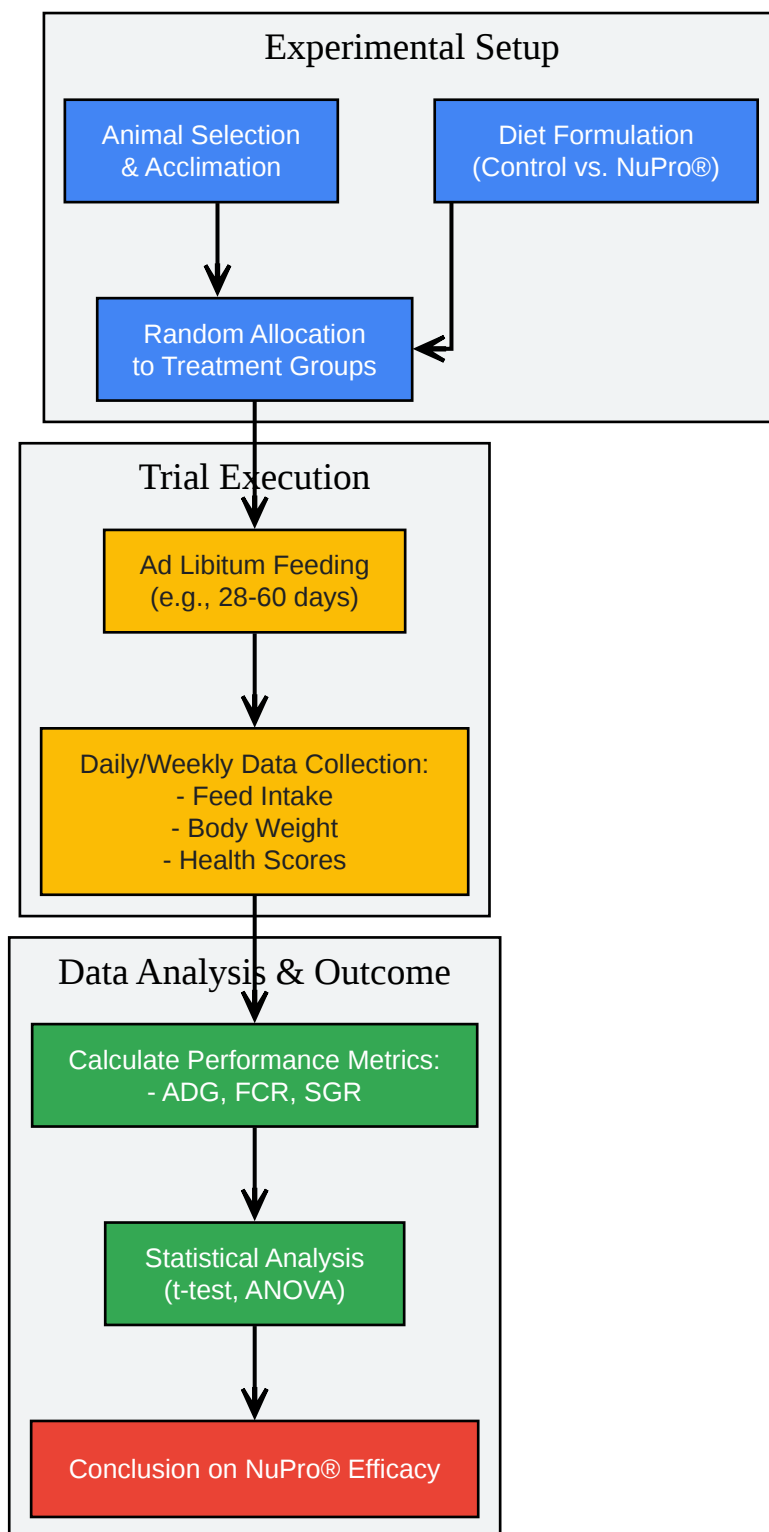 Experimental Setup
Animal Selection
& Acclimation
Diet Formulation
(Control vs. NuPro®)
Random Allocation
to Treatment Groups
Trial Execution
Ad Libitum Feeding
(e.g., 28-60 days)
Daily/Weekly Data Collection:
- Feed Intake
- Body Weight
- Health Scores
Data Analysis & Outcome
Calculate Performance Metrics:
- ADG, FCR, SGR
Statistical Analysis
(t-test, ANOVA)
Conclusion on NuPro® Efficacy